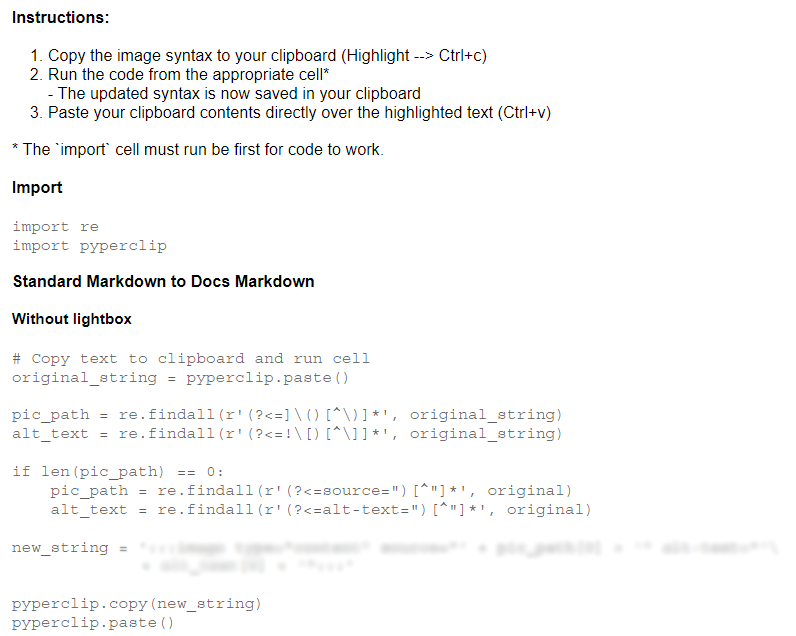 Instructions:
1. Copy the image syntax to your clipboard (Highlight --> Ctrl+c)
2. Run the code from the appropriate cell*
- The updated syntax is now saved in your clipboard
3. Paste your clipboard contents directly over the highlighted text (Ctrl+v)
* The `import` cell must run be first for code to work.
Import
import re
import pyperclip
Standard Markdown to Docs Markdown
Without lightbox
# Copy text to clipboard and run cell
original_string = pyperclip.paste()
pic_path = re.findall(r'(?<=]\()[^\)]*', original_string)
alt_text = re.findall(r'(?<=!\[)[^\]]*', original_string)
if len(pic_path) == 0:
pic_path = re.findall(r'(?<=source=")[^"]*', original)
alt_text = re.findall(r'(?<=alt-text=")[^"]*', original)
new_string =
pyperclip.copy(new_string)
pyperclip.paste()